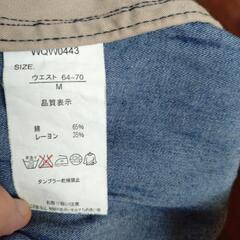 WQW0443
SIZE.
ウエスト 64~70
M
品質表示
綿 65%
レーヨン 35%
タンブラー乾燥禁止